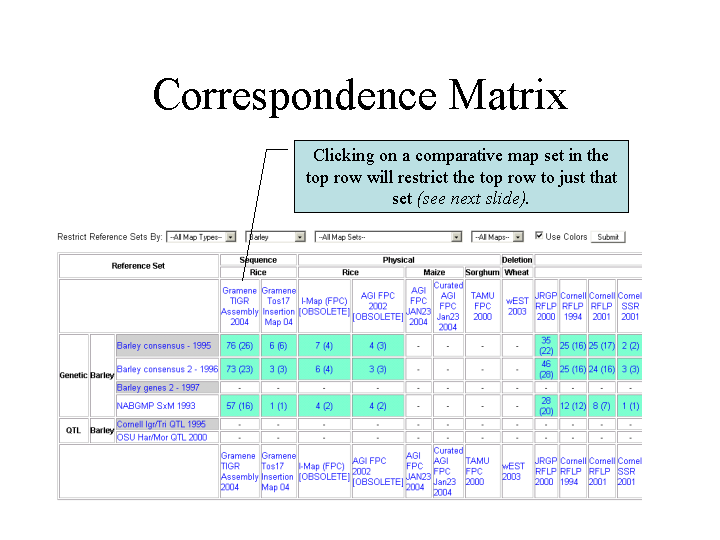 Correspondence Matrix
Clicking on a comparative map set in the
top row will restrict the top row to just that
set (see next slide).
Restrict Reference Sets By: --All Map Types-- Barley --All Map Sets-- --All Maps-- Use Colors Submit
Reference Set Sequence Physical Deletion
Rice Rice Maize Sorghum Wheat
Gramene TIGR Assembly 2004 Gramene Tos17 Insertion Map 04 I-Map (FPC) [OBSOLETE] AGI FPC 2002 [OBSOLETE] AGI FPC JAN23 2004 Curated AGI FPC Jan23 2004 TAMU FPC 2000 wEST 2003 JRGP RFLP 2000 Cornell RFLP 1994 Cornell RFLP 2001 Cornel SSR 2001
Genetic Barley Barley consensus - 1995 76 (26) 6 (6) 7 (4) 4 (3) - - - - 35 (22) 25 (16) 25 (17) 2 (2)
Barley consensus 2 - 1996 73 (23) 3 (3) 6 (4) 3 (3) - - - - 46 (28) 25 (16) 24 (16) 3 (3)
Barley genes 2 - 1997 - - - - - - - - - - - -
NABGMP SxM 1993 57 (16) 1 (1) 4 (2) 4 (2) - - - - 28 (20) 12 (12) 8 (7) 1 (1)
QTL Barley Cornell Igr/Tri QTL 1995 - - - - - - - - - - - -
OSU Har/Mor QTL 2000 - - - - - - - - - - - -
Gramene TIGR Assembly 2004 Gramene Tos17 Insertion Map 04 I-Map (FPC) [OBSOLETE] AGI FPC 2002 [OBSOLETE] AGI FPC JAN23 2004 Curated AGI FPC Jan23 2004 TAMU FPC 2000 wEST 2003 JRGP RFLP 2000 Cornell RFLP 1994 Cornell RFLP 2001 Cornel SSR 2001